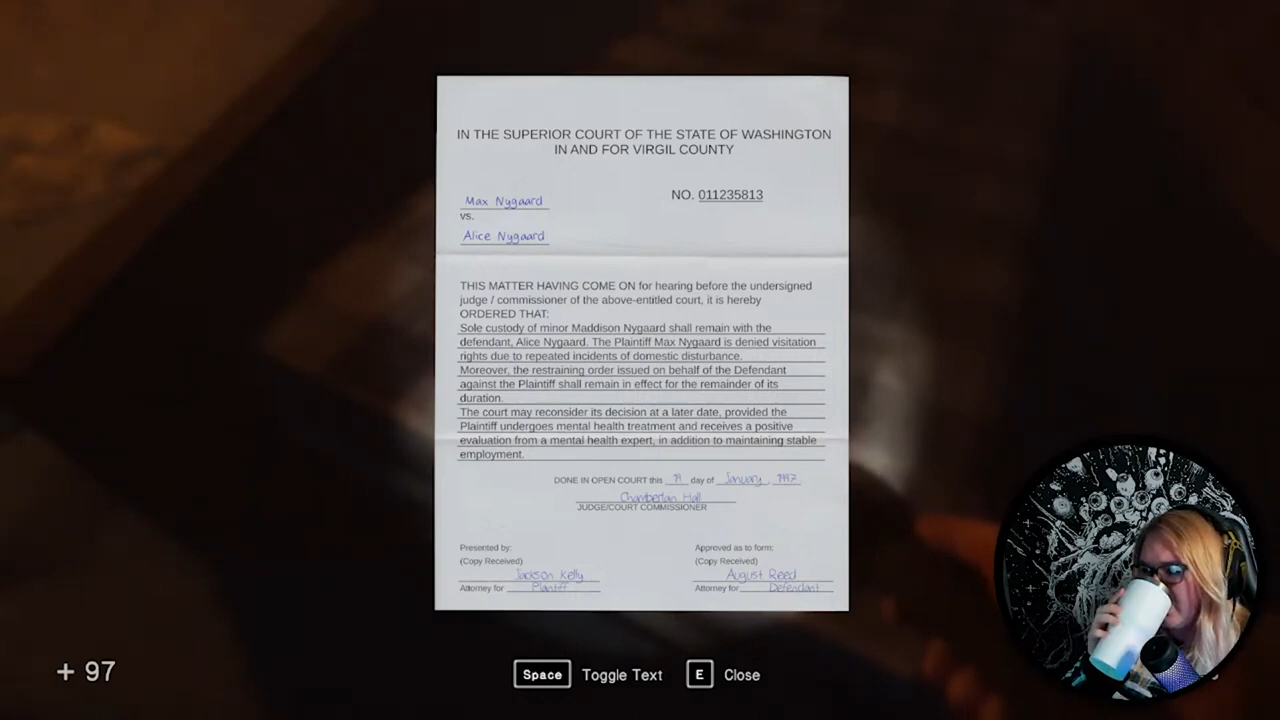 IN THE SUPERIOR COURT OF THE STATE OF WASHINGTON
IN AND FOR VIRGIL COUNTY
Max Nygaard
NO. 011235813
vs.
Alice Nygaard
THIS MATTER HAVING COME ON for hearing before the undersigned
judge / commissioner of the above-entitled court, it is hereby
ORDERED THAT:
Sole custody of minor Maddison Nygaard shall remain with the
defendant, Alice Nygaard. The Plaintiff Max Nygaard is denied visitation
rights due to repeated incidents of domestic disturbance.
Moreover, the restraining order issued on behalf of the Defendant
against the Plaintiff shall remain in effect for the remainder of its
duration.
The court may reconsider its decision at a later date, provided the
Plaintiff undergoes mental health treatment and receives a positive
evaluation from a mental health expert, in addition to maintaining stable
employment.
DONE IN OPEN COURT this 19 day of January, 1997
Chamberlan Hall
JUDGE/COURT COMMISSIONER
Presented by:
(Copy Received)
Jackson Kelly
Attorney for Plantiff
Approved as to form:
(Copy Received)
August Reed
Attorney for Defendant
+ 97
Space Toggle Text E Close